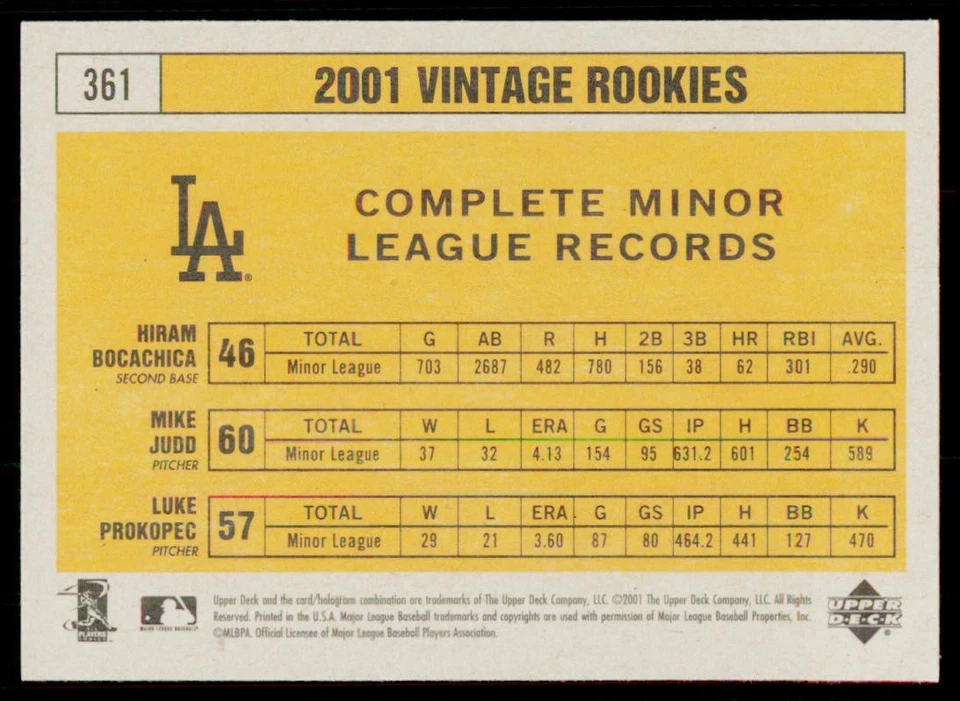 361
2001 VINTAGE ROOKIES
LA®
COMPLETE MINOR
LEAGUE RECORDS
HIRAM
BOCACHICA
SECOND BASE
46
TOTAL G AB R H 2B 3B HR RBI AVG.
Minor League 703 2687 482 780 156 38 62 301 .290
MIKE
JUDD
PITCHER
60
TOTAL W L ERA G GS IP H BB K
Minor League 37 32 4.13 154 95 631.2 601 254 589
LUKE
PROKOPEC
PITCHER
57
TOTAL W L ERA G GS IP H BB K
Minor League 29 21 3.60 87 80 464.2 441 127 470
PLAYERS
CHOICE
MAJOR LEAGUE BASEBALL
Upper Deck and the card/hologram combination are trademarks of The Upper Deck Company, LLC. ©2001 The Upper Deck Company, LLC. All Rights
Reserved. Printed in the U.S.A. Major League Baseball trademarks and copyrights are used with permission of Major League Baseball Properties, Inc.
©MLBPA. Official Licensee of Major League Baseball Players Association.
UPPER
DECK®